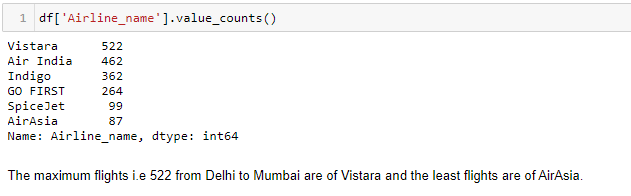 1 df['Airline_name'].value_counts()
Vistara 522
Air India 462
Indigo 362
GO FIRST 264
SpiceJet 99
AirAsia 87
Name: Airline_name, dtype: int64
The maximum flights i.e 522 from Delhi to Mumbai are of Vistara and the least flights are of AirAsia.